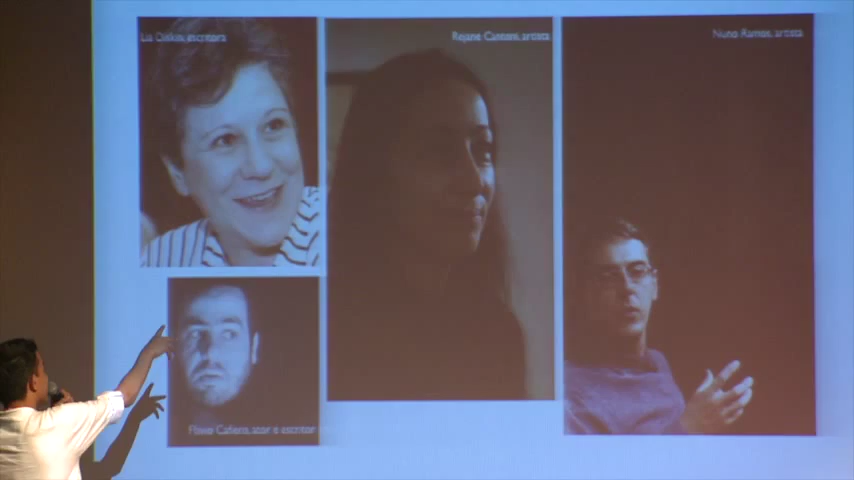 Lia Diskin, escritora
Rejane Cantoni, artista
Nuno Ramos, artista
Flavio Cafiero, ator e escritor